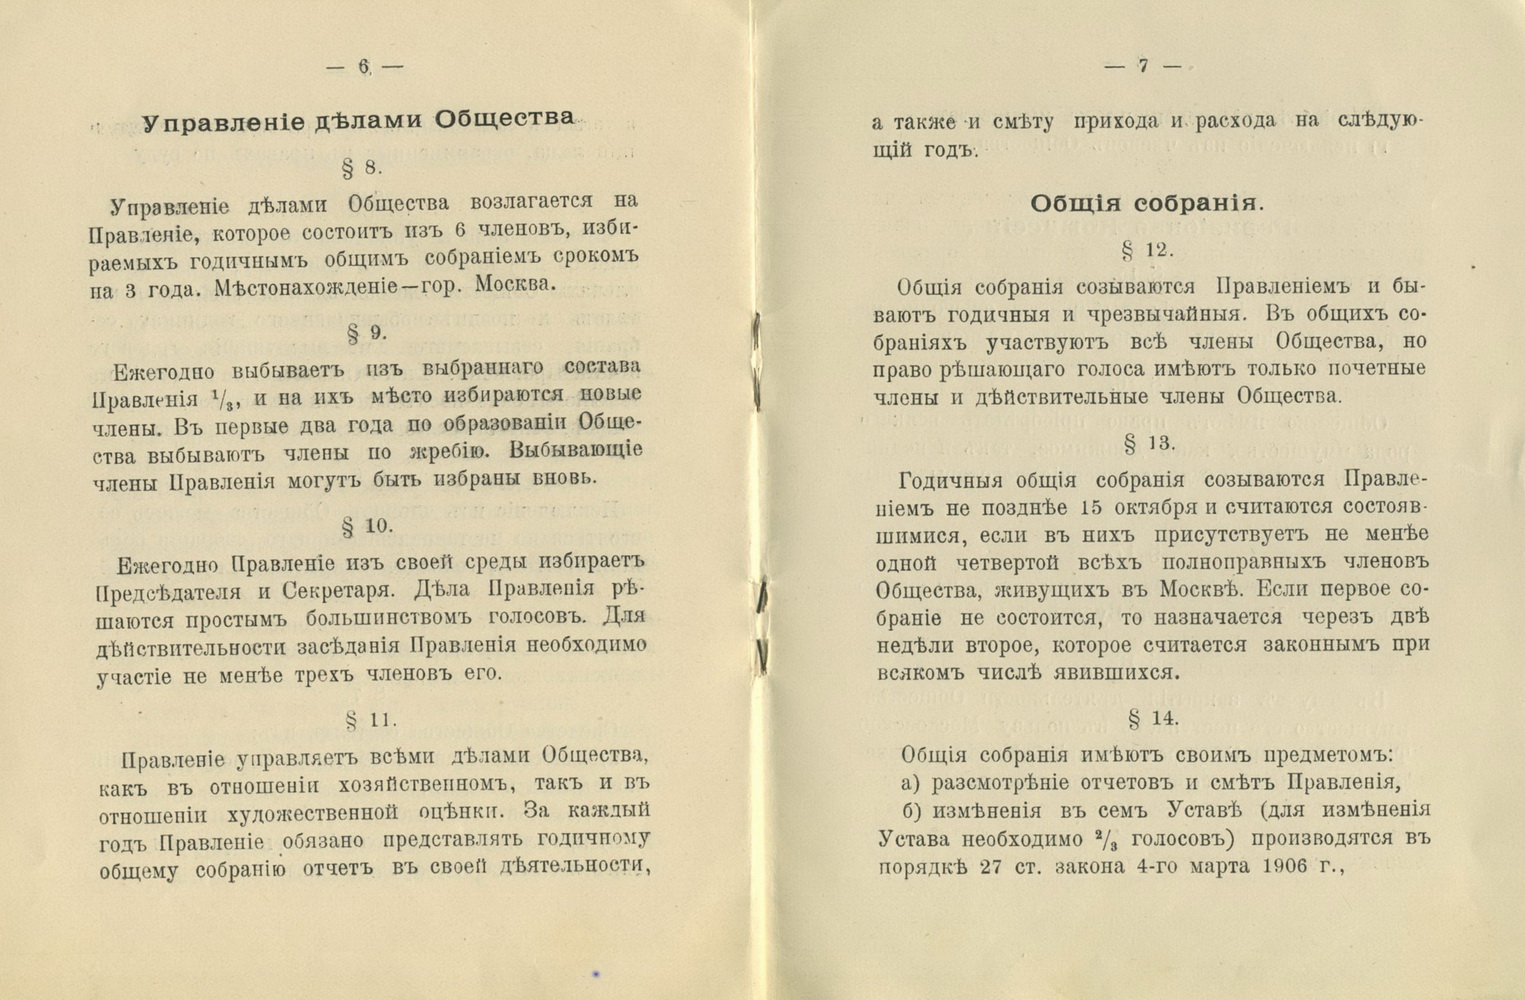 — 6 —
Управленіе дѣлами Общества
§ 8.
Управленіе дѣлами Общества возлагается на
Правленіе, которое состоитъ изъ 6 членовъ, изби-
раемыхъ годичнымъ общимъ собраніемъ срокомъ
на 3 года. Мѣстонахожденіе—гор. Москва.
§ 9.
Ежегодно выбываетъ изъ выбраннаго состава
Правленія 1/3, и на ихъ мѣсто избираются новые
члены. Въ первые два года по образованіи Обще-
ства выбываютъ члены по жребію. Выбывающіе
члены Правленія могутъ быть избраны вновь.
§ 10.
Ежегодно Правленіе изъ своей среды избираетъ
Предсѣдателя и Секретаря. Дѣла Правленія рѣ-
шаются простымъ большинствомъ голосовъ. Для
дѣйствительности засѣданія Правленія необходимо
участіе не менѣе трехъ членовъ его.
§ 11.
Правленіе управляетъ всѣми дѣлами Общества,
какъ въ отношеніи хозяйственномъ, такъ и въ
отношеніи художественной оцѣнки. За каждый
годъ Правленіе обязано представлять годичному
общему собранію отчетъ въ своей дѣятельности,
— 7 —
а также и смѣту прихода и расхода на слѣдую-
щій годъ.
Общія собранія.
§ 12.
Общія собранія созываются Правленіемъ и бы-
ваютъ годичныя и чрезвычайныя. Въ общихъ со-
браніяхъ участвуютъ всѣ члены Общества, но
право рѣшающаго голоса имѣютъ только почетные
члены и дѣйствительные члены Общества.
§ 13.
Годичныя общія собранія созываются Правле-
ніемъ не позднѣе 15 октября и считаются состояв-
шимися, если въ нихъ присутствуетъ не менѣе
одной четвертой всѣхъ полноправныхъ членовъ
Общества, живущихъ въ Москвѣ. Если первое со-
браніе не состоится, то назначается черезъ двѣ
недѣли второе, которое считается законнымъ при
всякомъ числѣ явившихся.
§ 14.
Общія собранія имѣютъ своимъ предметомъ:
а) разсмотрѣніе отчетовъ и смѣтъ Правленія,
б) измѣненія въ семъ Уставѣ (для измѣненія
Устава необходимо 2/3 голосовъ) производятся въ
порядкѣ 27 ст. закона 4-го марта 1906 г.,